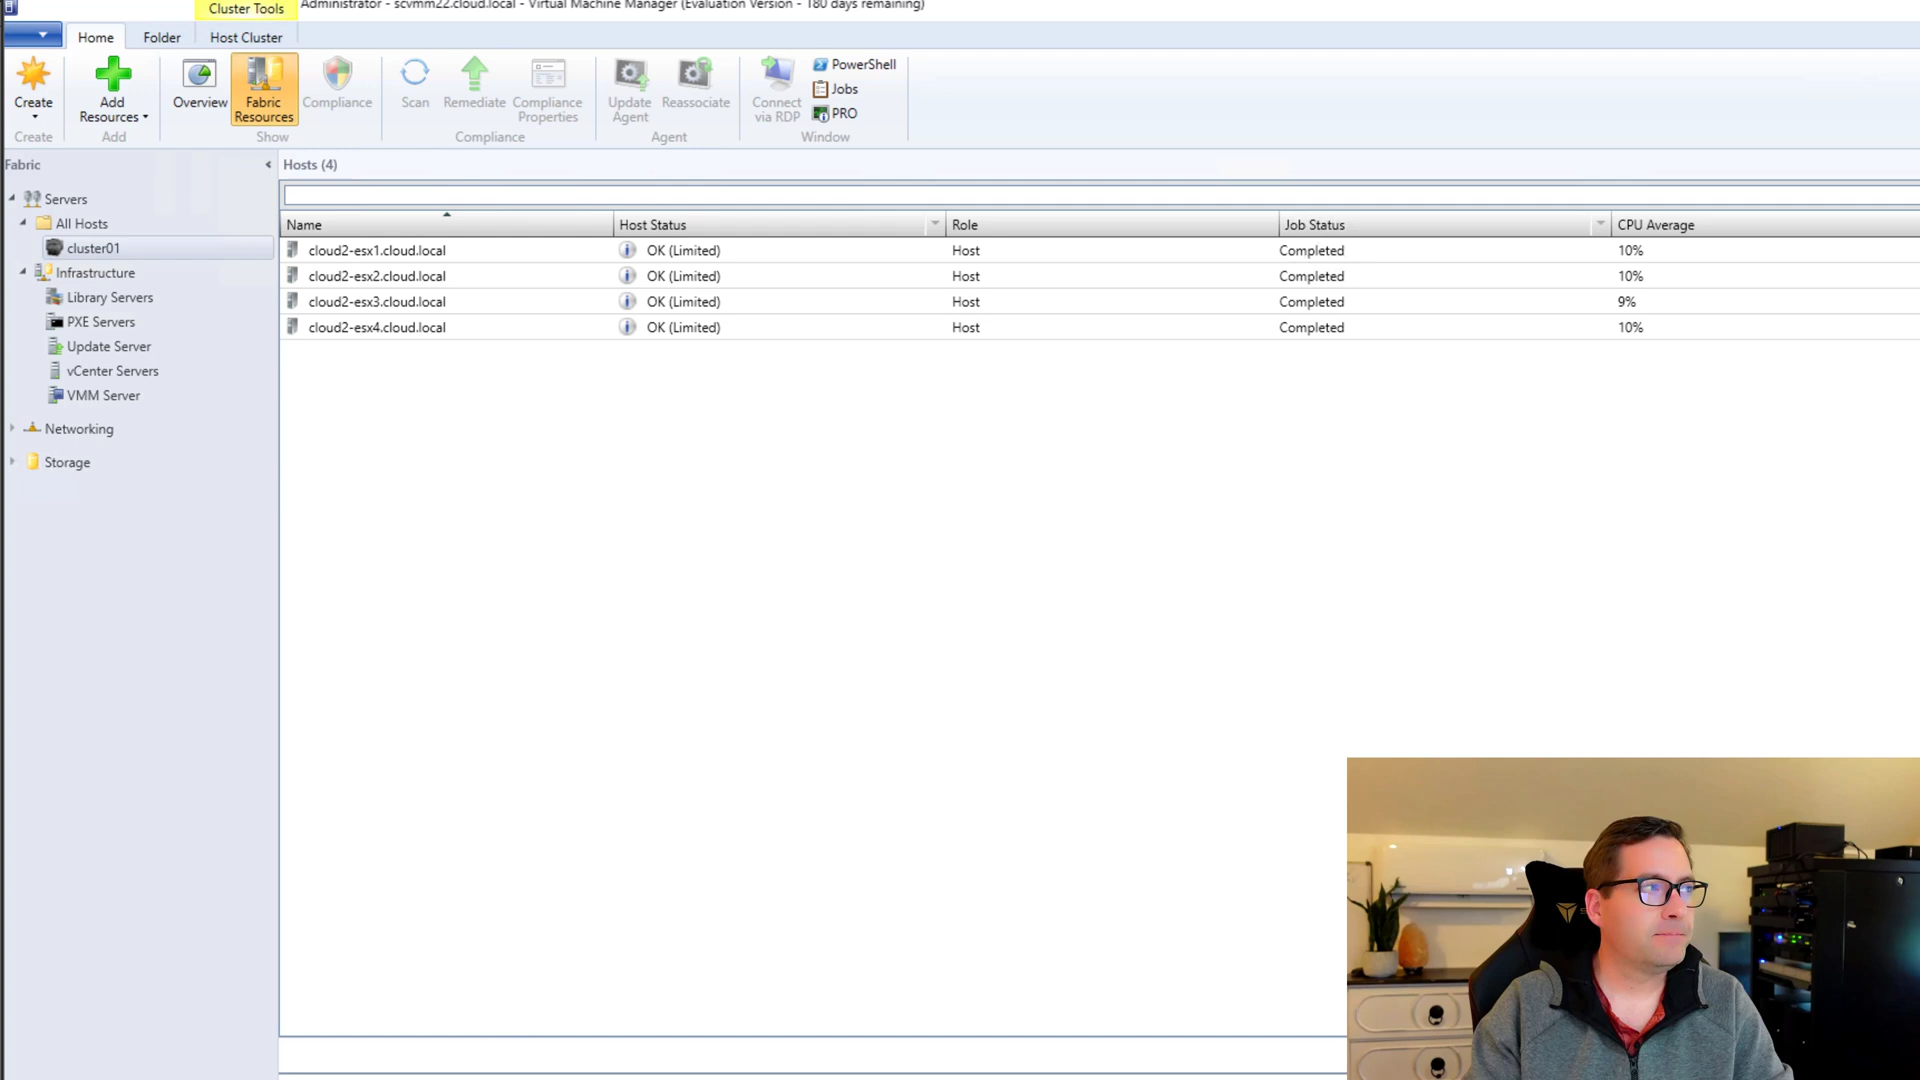 Cluster Tools
Administrator - scvmm22.cloud.local - Virtual Machine Manager (Evaluation Version - 180 days remaining)
Home Folder Host Cluster
Create
Add Resources
Overview
Fabric Resources
Compliance
Scan
Remediate
Compliance Properties
Update Agent
Reassociate
Connect via RDP
PowerShell
Jobs
PRO
Create Add Show Compliance Agent Window
Fabric
Servers
All Hosts
cluster01
Infrastructure
Library Servers
PXE Servers
Update Server
vCenter Servers
VMM Server
Networking
Storage
Hosts (4)
Name Host Status Role Job Status CPU Average
cloud2-esx1.cloud.local OK (Limited) Host Completed 10%
cloud2-esx2.cloud.local OK (Limited) Host Completed 10%
cloud2-esx3.cloud.local OK (Limited) Host Completed 9%
cloud2-esx4.cloud.local OK (Limited) Host Completed 10%